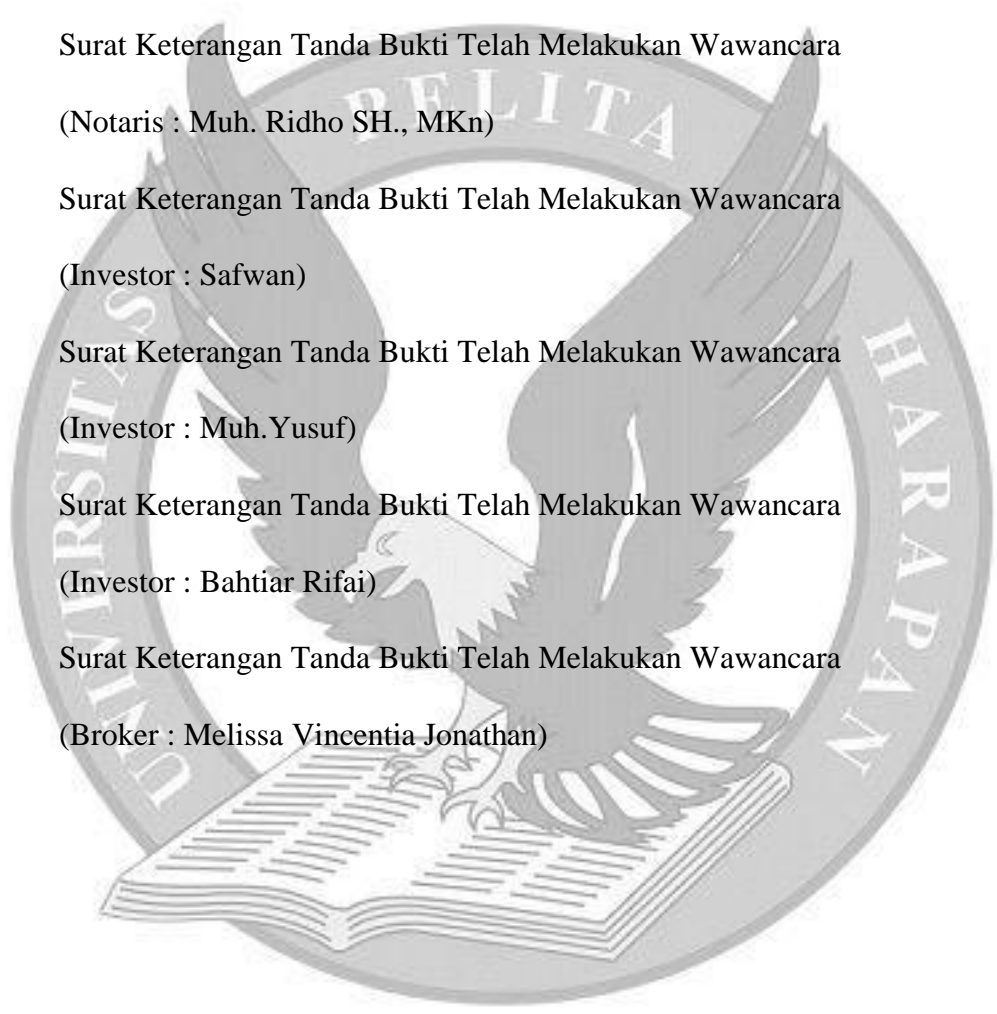 Surat Keterangan Tanda Bukti Telah Melakukan Wawancara
(Notaris : Muh. Ridho SH., MKn)
Surat Keterangan Tanda Bukti Telah Melakukan Wawancara
(Investor : Safwan)
Surat Keterangan Tanda Bukti Telah Melakukan Wawancara
(Investor : Muh.Yusuf)
Surat Keterangan Tanda Bukti Telah Melakukan Wawancara
(Investor : Bahtiar Rifai)
Surat Keterangan Tanda Bukti Telah Melakukan Wawancara
(Broker : Melissa Vincentia Jonathan)
UNIVERSITAS PELITA HARAPAN